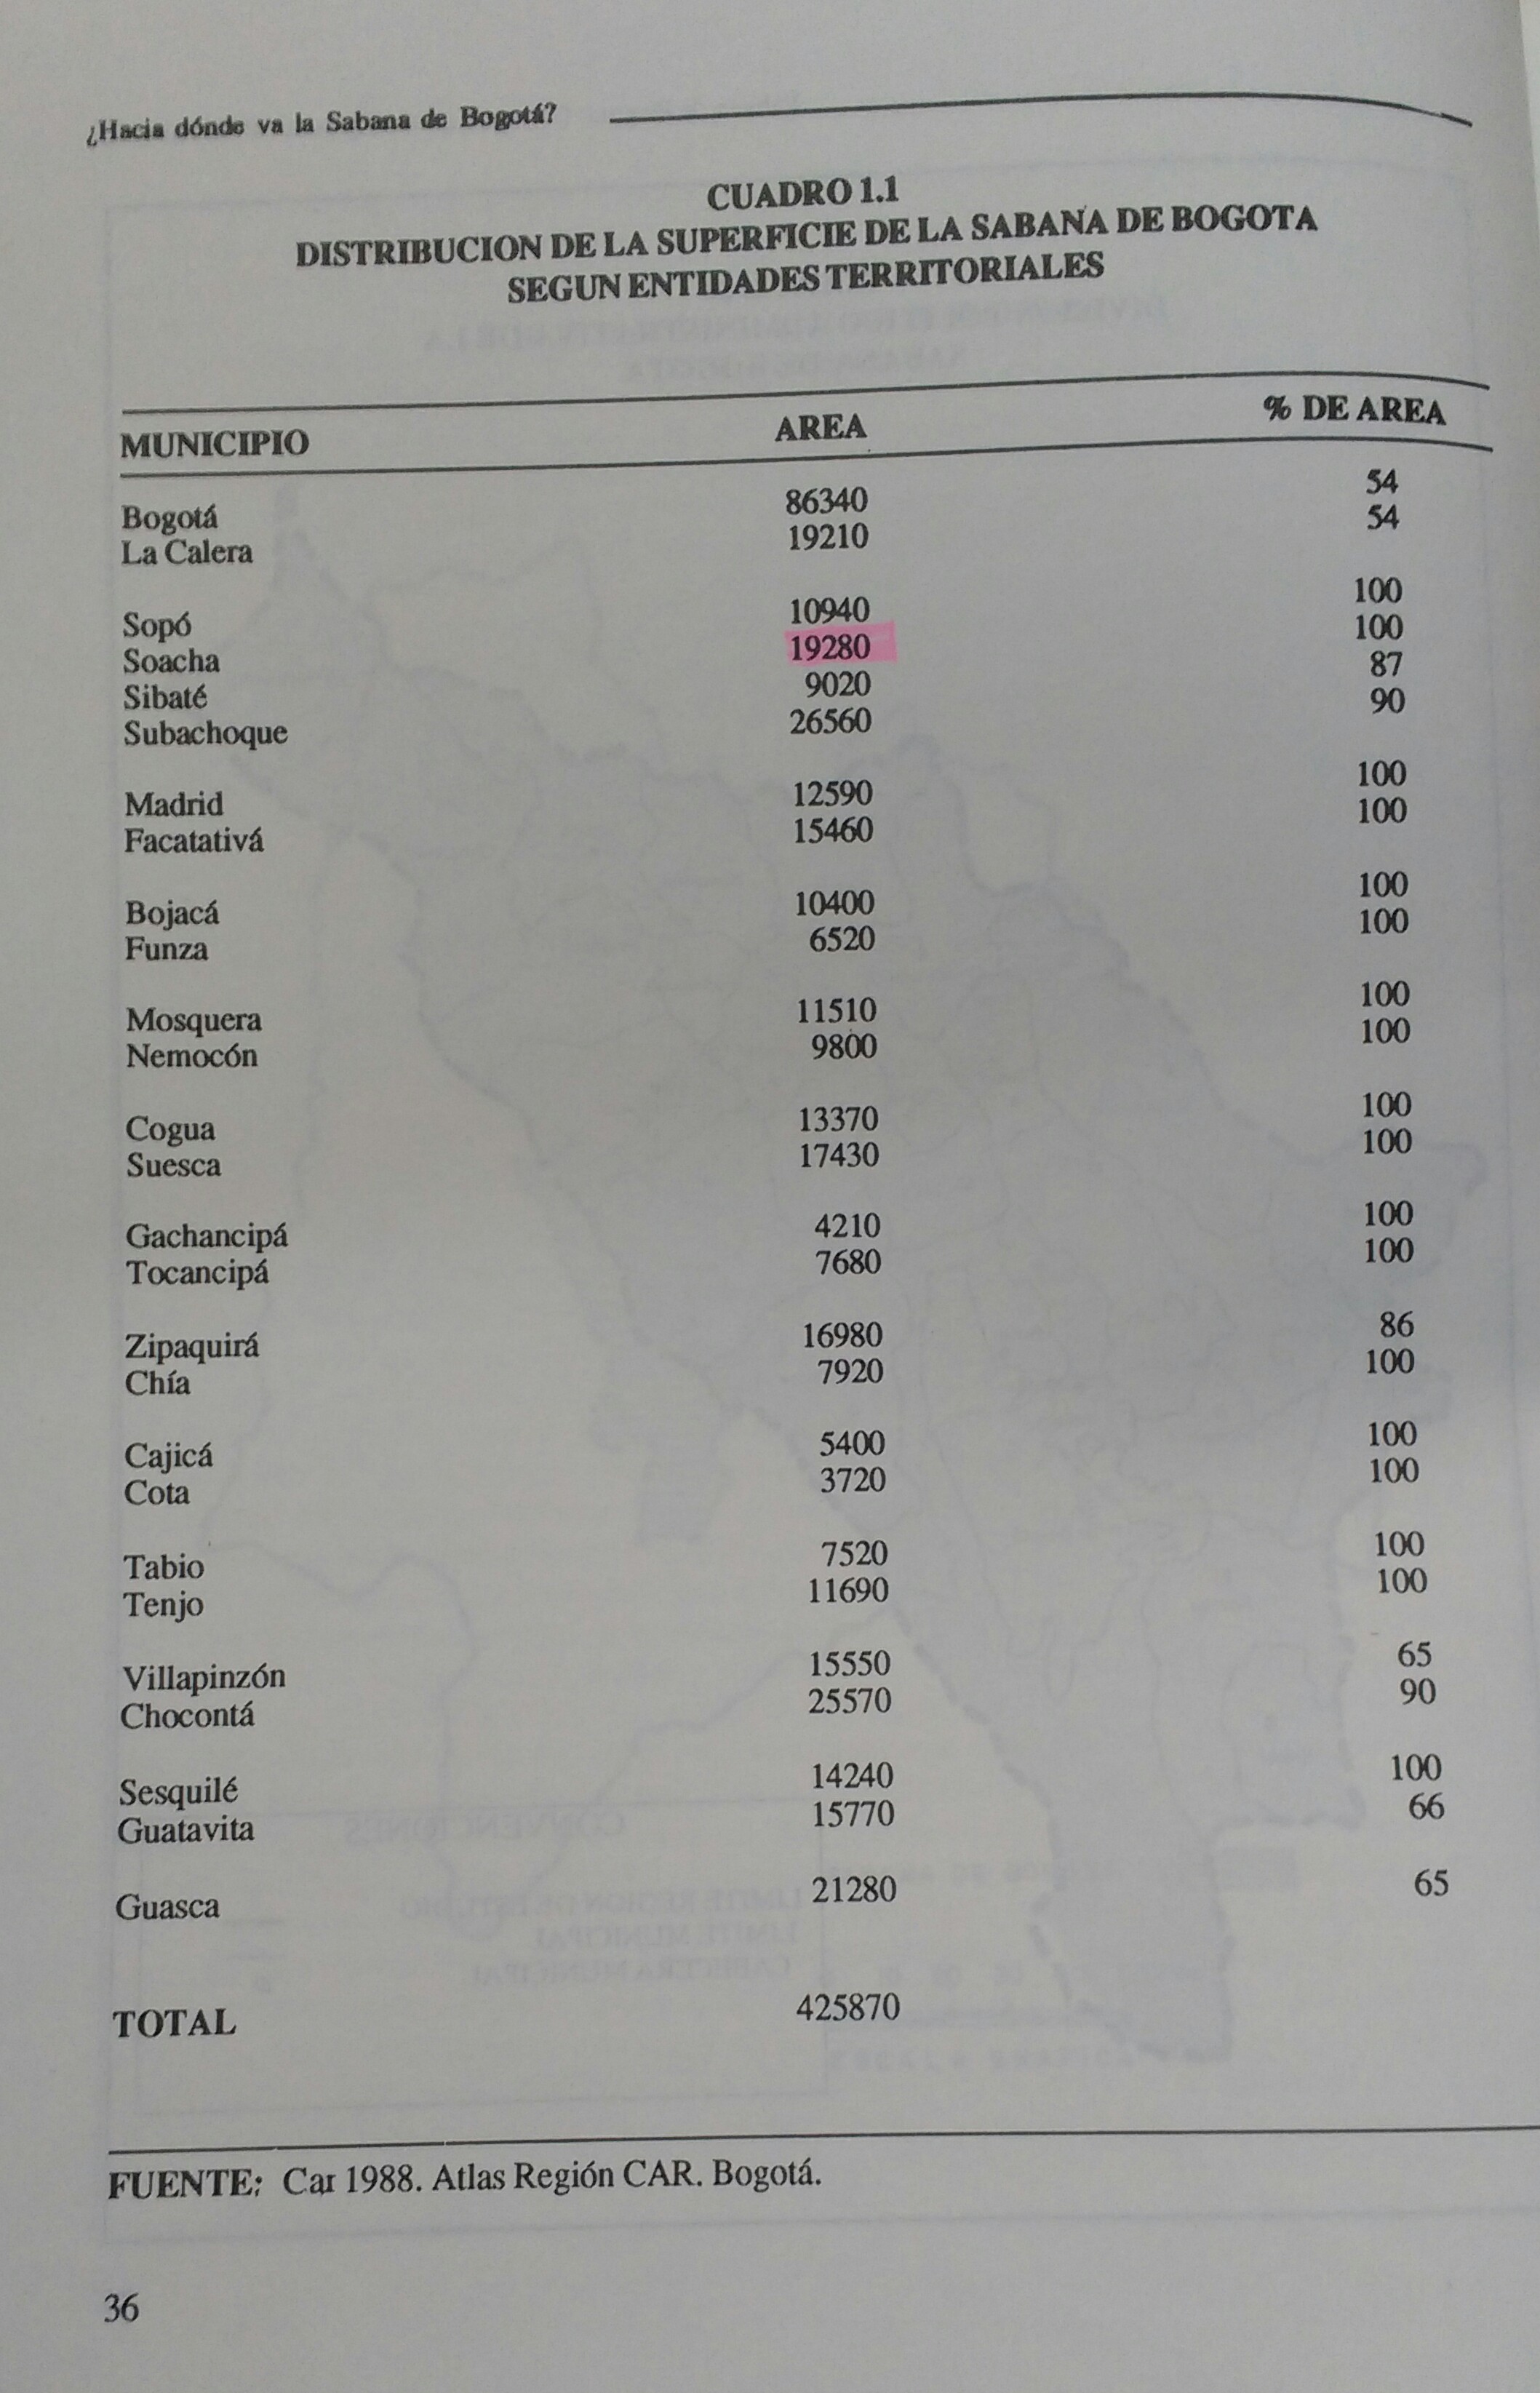 ¿Hacia dónde va la Sabana de Bogotá?
CUADRO 1.1
DISTRIBUCION DE LA SUPERFICIE DE LA SABANA DE BOGOTA
SEGUN ENTIDADES TERRITORIALES
MUNICIPIO AREA % DE AREA
Bogotá 86340 54
La Calera 19210 54
Sopó 10940 100
Soacha 19280 100
Sibaté 9020 87
Subachoque 26560 90
Madrid 12590 100
Facatativá 15460 100
Bojacá 10400 100
Funza 6520 100
Mosquera 11510 100
Nemocón 9800 100
Cogua 13370 100
Suesca 17430 100
Gachancipá 4210 100
Tocancipá 7680 100
Zipaquirá 16980 86
Chía 7920 100
Cajicá 5400 100
Cota 3720 100
Tabio 7520 100
Tenjo 11690 100
Villapinzón 15550 65
Chocontá 25570 90
Sesquilé 14240 100
Guatavita 15770 66
Guasca 21280 65
TOTAL 425870
FUENTE: Car 1988. Atlas Región CAR. Bogotá.
36